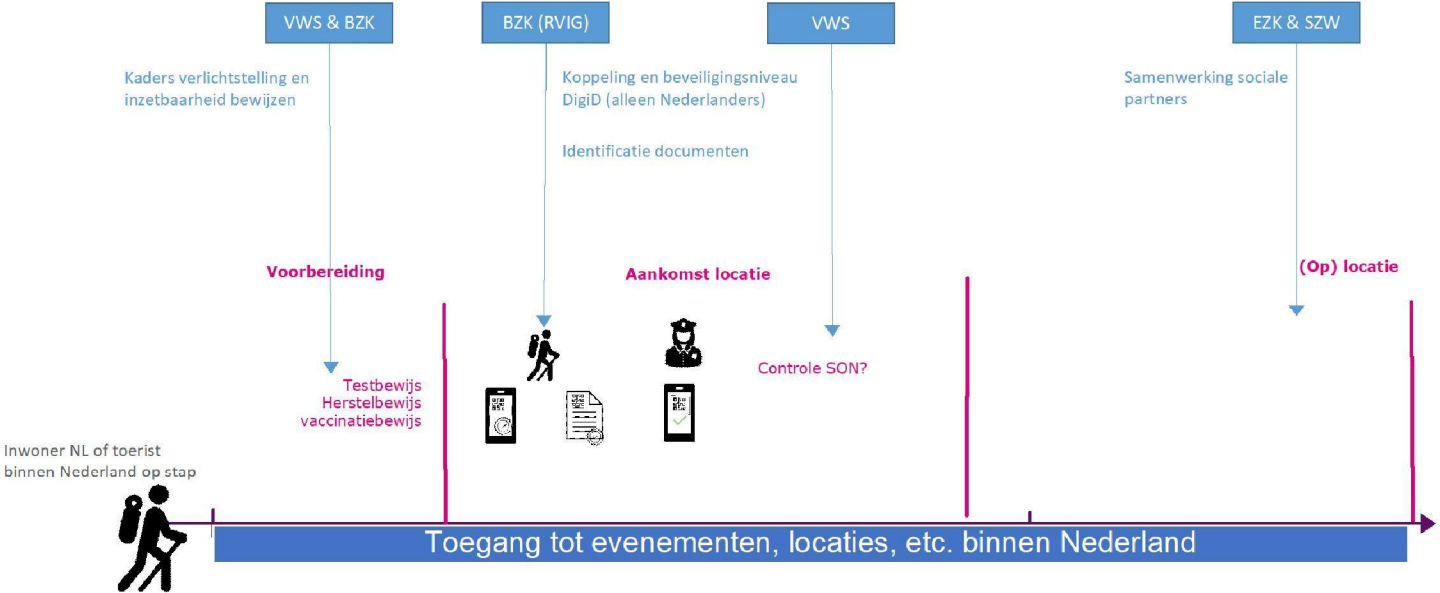 VWS & BZK
BZK (RVIG)
VWS
EZK & SZW
Kaders verlichtstelling en
inzetbaarheid bewijzen
Koppeling en beveiligingsniveau
DigiD (alleen Nederlanders)
Identificatie documenten
Samenwerking sociale
partners
Voorbereiding
Aankomst locatie
(Op) locatie
Controle SON?
Testbewijs
Herstelbewijs
vaccinatiebewijs
Inwoner NL of toerist
binnen Nederland op stap
Toegang tot evenementen, locaties, etc. binnen Nederland